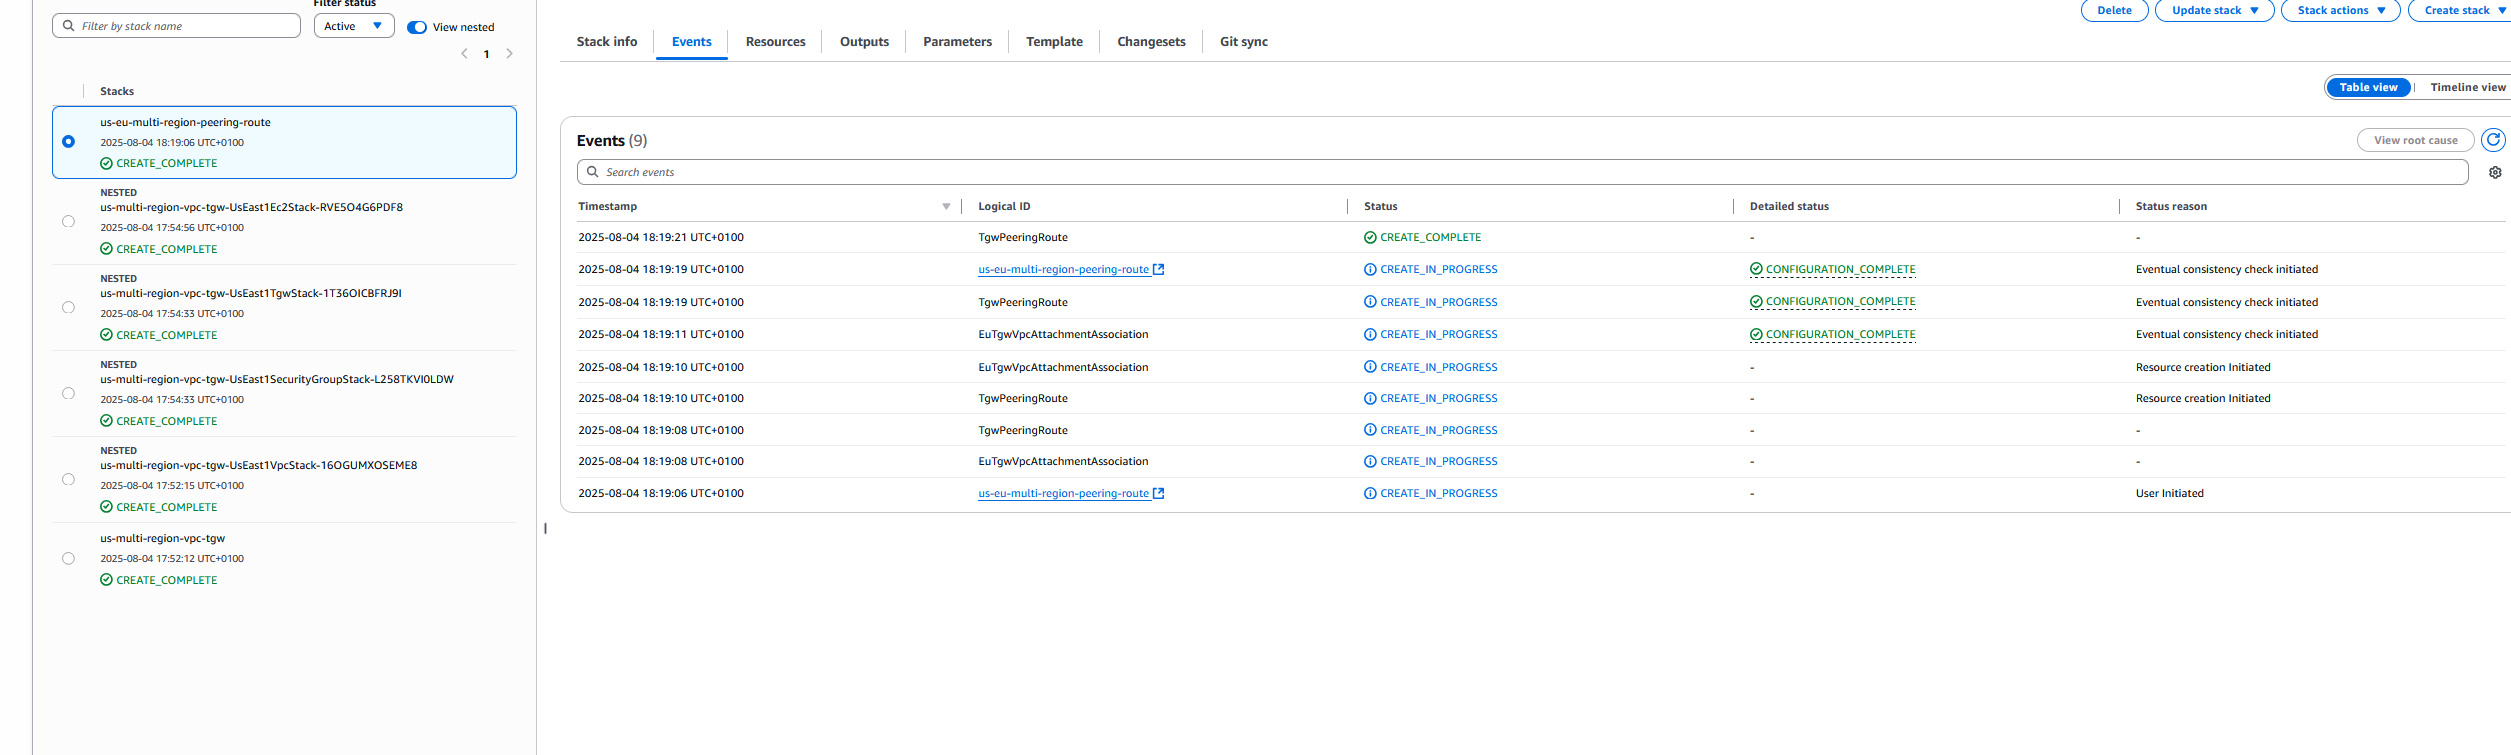 Filter status
Filter by stack name
Active
View nested
1
Stacks
us-eu-multi-region-peering-route
2025-08-04 18:19:06 UTC+0100
CREATE_COMPLETE
NESTED
us-multi-region-vpc-tgw-UsEast1Ec2Stack-RVE5O4G6PDF8
2025-08-04 17:54:56 UTC+0100
CREATE_COMPLETE
NESTED
us-multi-region-vpc-tgw-UsEast1TgwStack-1T36OICBFRJ9I
2025-08-04 17:54:33 UTC+0100
CREATE_COMPLETE
NESTED
us-multi-region-vpc-tgw-UsEast1SecurityGroupStack-L258TKVI0LDW
2025-08-04 17:54:33 UTC+0100
CREATE_COMPLETE
NESTED
us-multi-region-vpc-tgw-UsEast1VpcStack-16OGUMXOSEME8
2025-08-04 17:52:15 UTC+0100
CREATE_COMPLETE
us-multi-region-vpc-tgw
2025-08-04 17:52:12 UTC+0100
CREATE_COMPLETE
Delete Update stack Stack actions Create stack
Stack info Events Resources Outputs Parameters Template Changesets Git sync
Table view Timeline view
Events (9) View root cause
Search events
Timestamp Logical ID Status Detailed status Status reason
2025-08-04 18:19:21 UTC+0100 TgwPeeringRoute CREATE_COMPLETE - -
2025-08-04 18:19:19 UTC+0100 us-eu-multi-region-peering-route CREATE_IN_PROGRESS CONFIGURATION_COMPLETE Eventual consistency check initiated
2025-08-04 18:19:19 UTC+0100 TgwPeeringRoute CREATE_IN_PROGRESS CONFIGURATION_COMPLETE Eventual consistency check initiated
2025-08-04 18:19:11 UTC+0100 EuTgwVpcAttachmentAssociation CREATE_IN_PROGRESS CONFIGURATION_COMPLETE Eventual consistency check initiated
2025-08-04 18:19:10 UTC+0100 EuTgwVpcAttachmentAssociation CREATE_IN_PROGRESS - Resource creation Initiated
2025-08-04 18:19:10 UTC+0100 TgwPeeringRoute CREATE_IN_PROGRESS - Resource creation Initiated
2025-08-04 18:19:08 UTC+0100 TgwPeeringRoute CREATE_IN_PROGRESS - -
2025-08-04 18:19:08 UTC+0100 EuTgwVpcAttachmentAssociation CREATE_IN_PROGRESS - -
2025-08-04 18:19:06 UTC+0100 us-eu-multi-region-peering-route CREATE_IN_PROGRESS - User Initiated